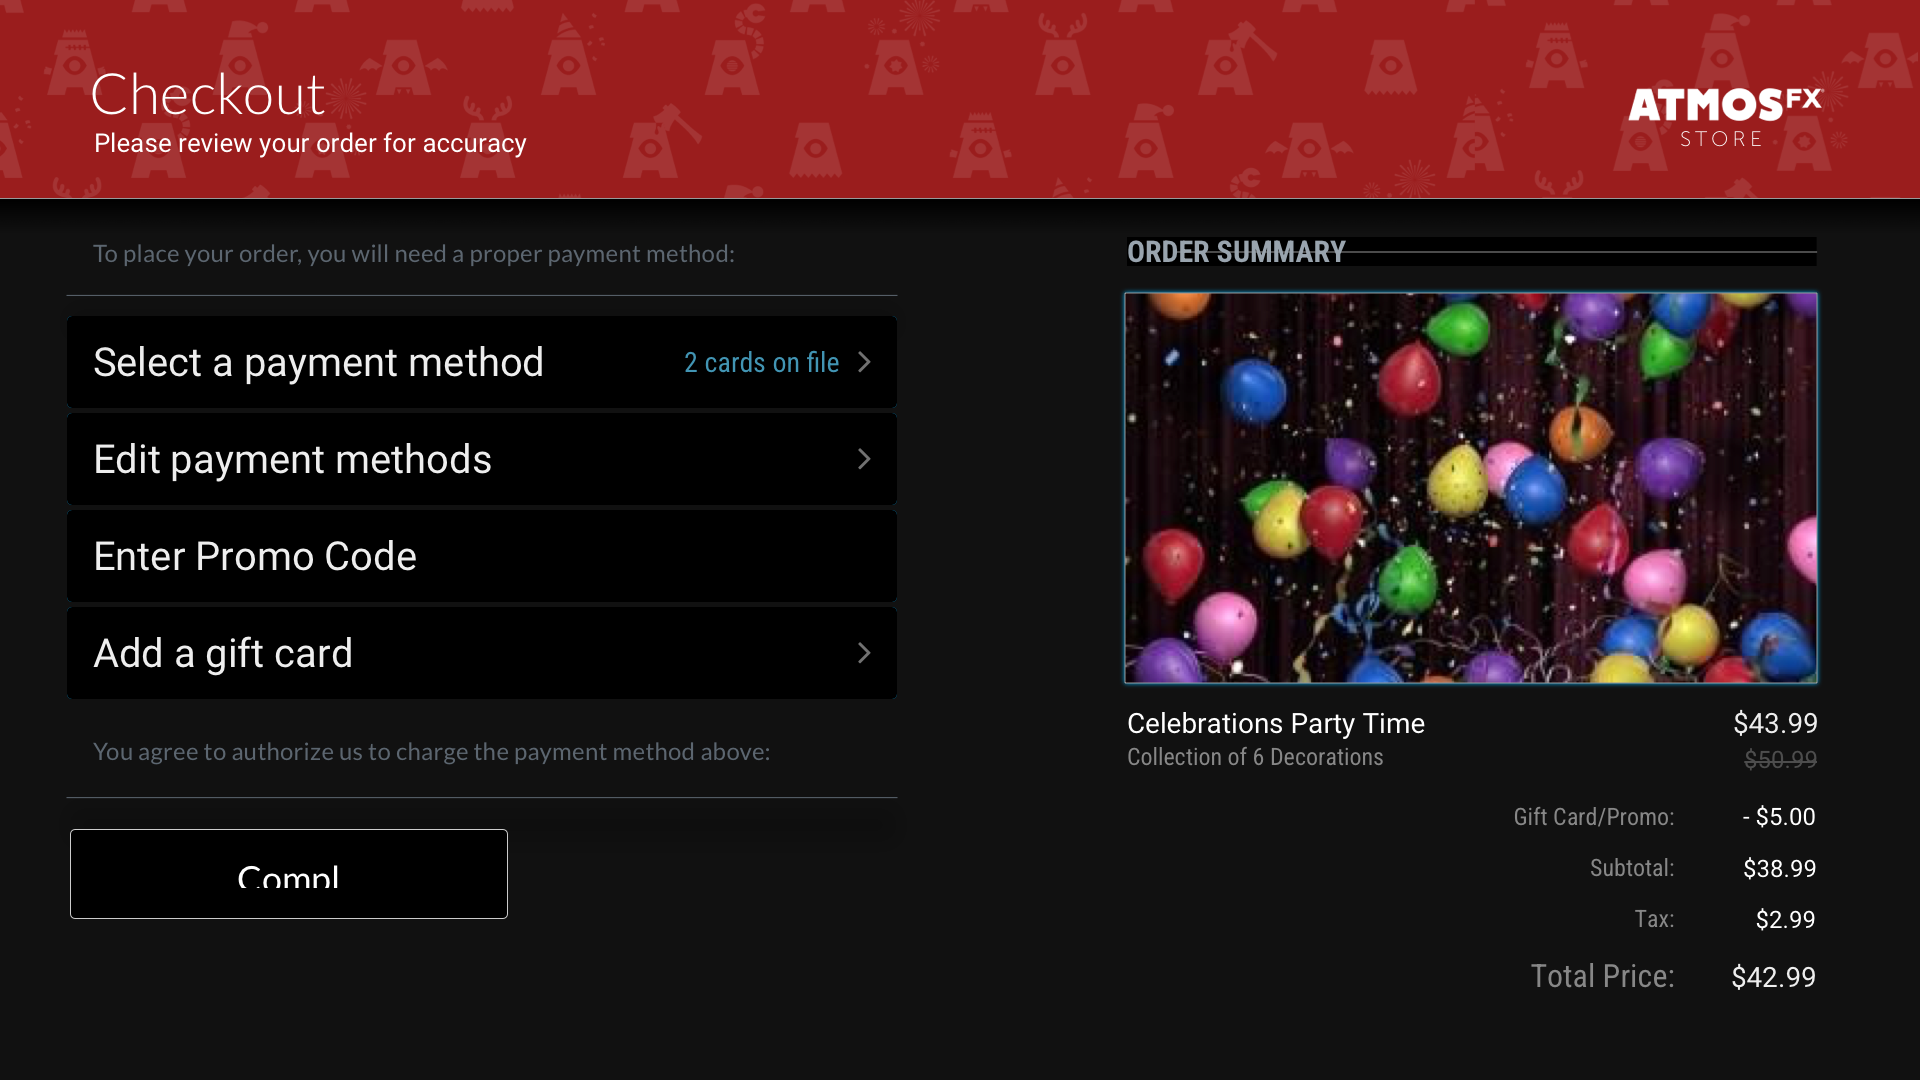 Checkout
Please review your order for accuracy
ATMOSFX
STORE
To place your order, you will need a proper payment method:
Select a payment method 2 cards on file
Edit payment methods
Enter Promo Code
Add a gift card
You agree to authorize us to charge the payment method above:
Compl
ORDER SUMMARY
Celebrations Party Time $43.99
Collection of 6 Decorations $50.99
Gift Card/Promo: - $5.00
Subtotal: $38.99
Tax: $2.99
Total Price: $42.99